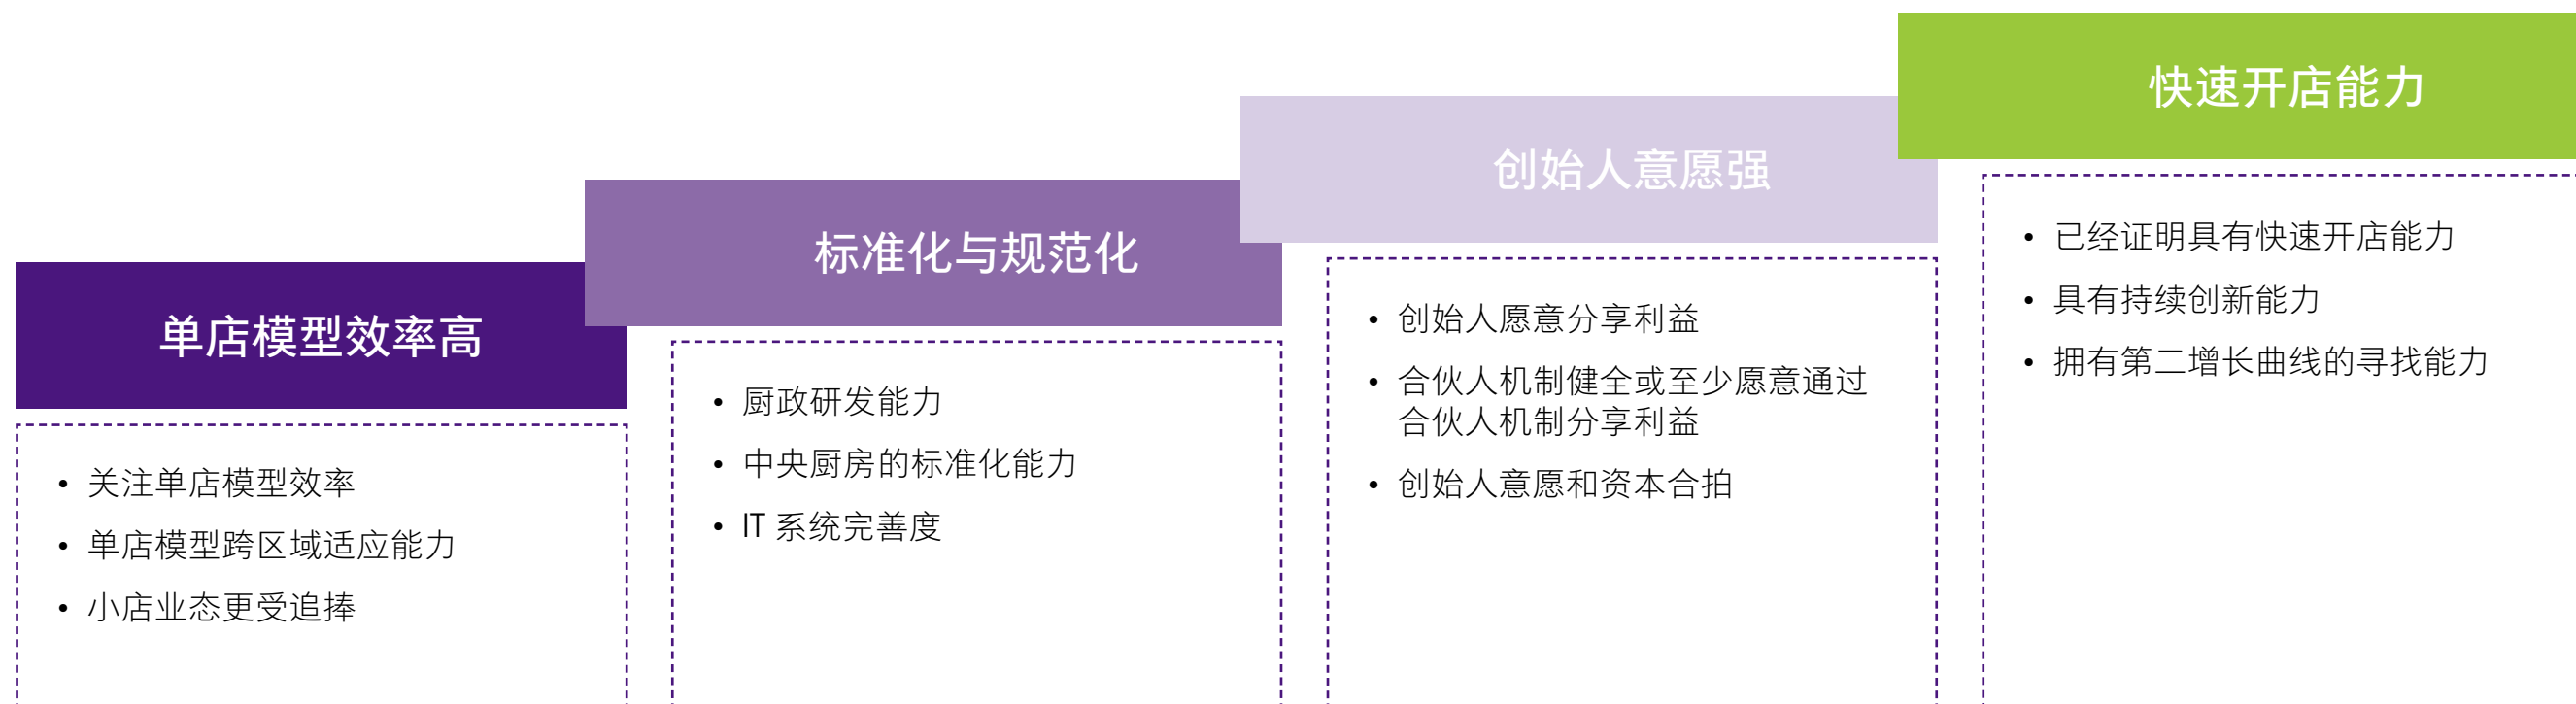 单店模型效率高
• 关注单店模型效率
• 单店模型跨区域适应能力
• 小店业态更受追捧
标准化与规范化
• 厨政研发能力
• 中央厨房的标准化能力
• IT 系统完善度
创始人意愿强
• 创始人愿意分享利益
• 合伙人机制健全或至少愿意通过
合伙人机制分享利益
• 创始人意愿和资本合拍
快速开店能力
• 已经证明具有快速开店能力
• 具有持续创新能力
• 拥有第二增长曲线的寻找能力